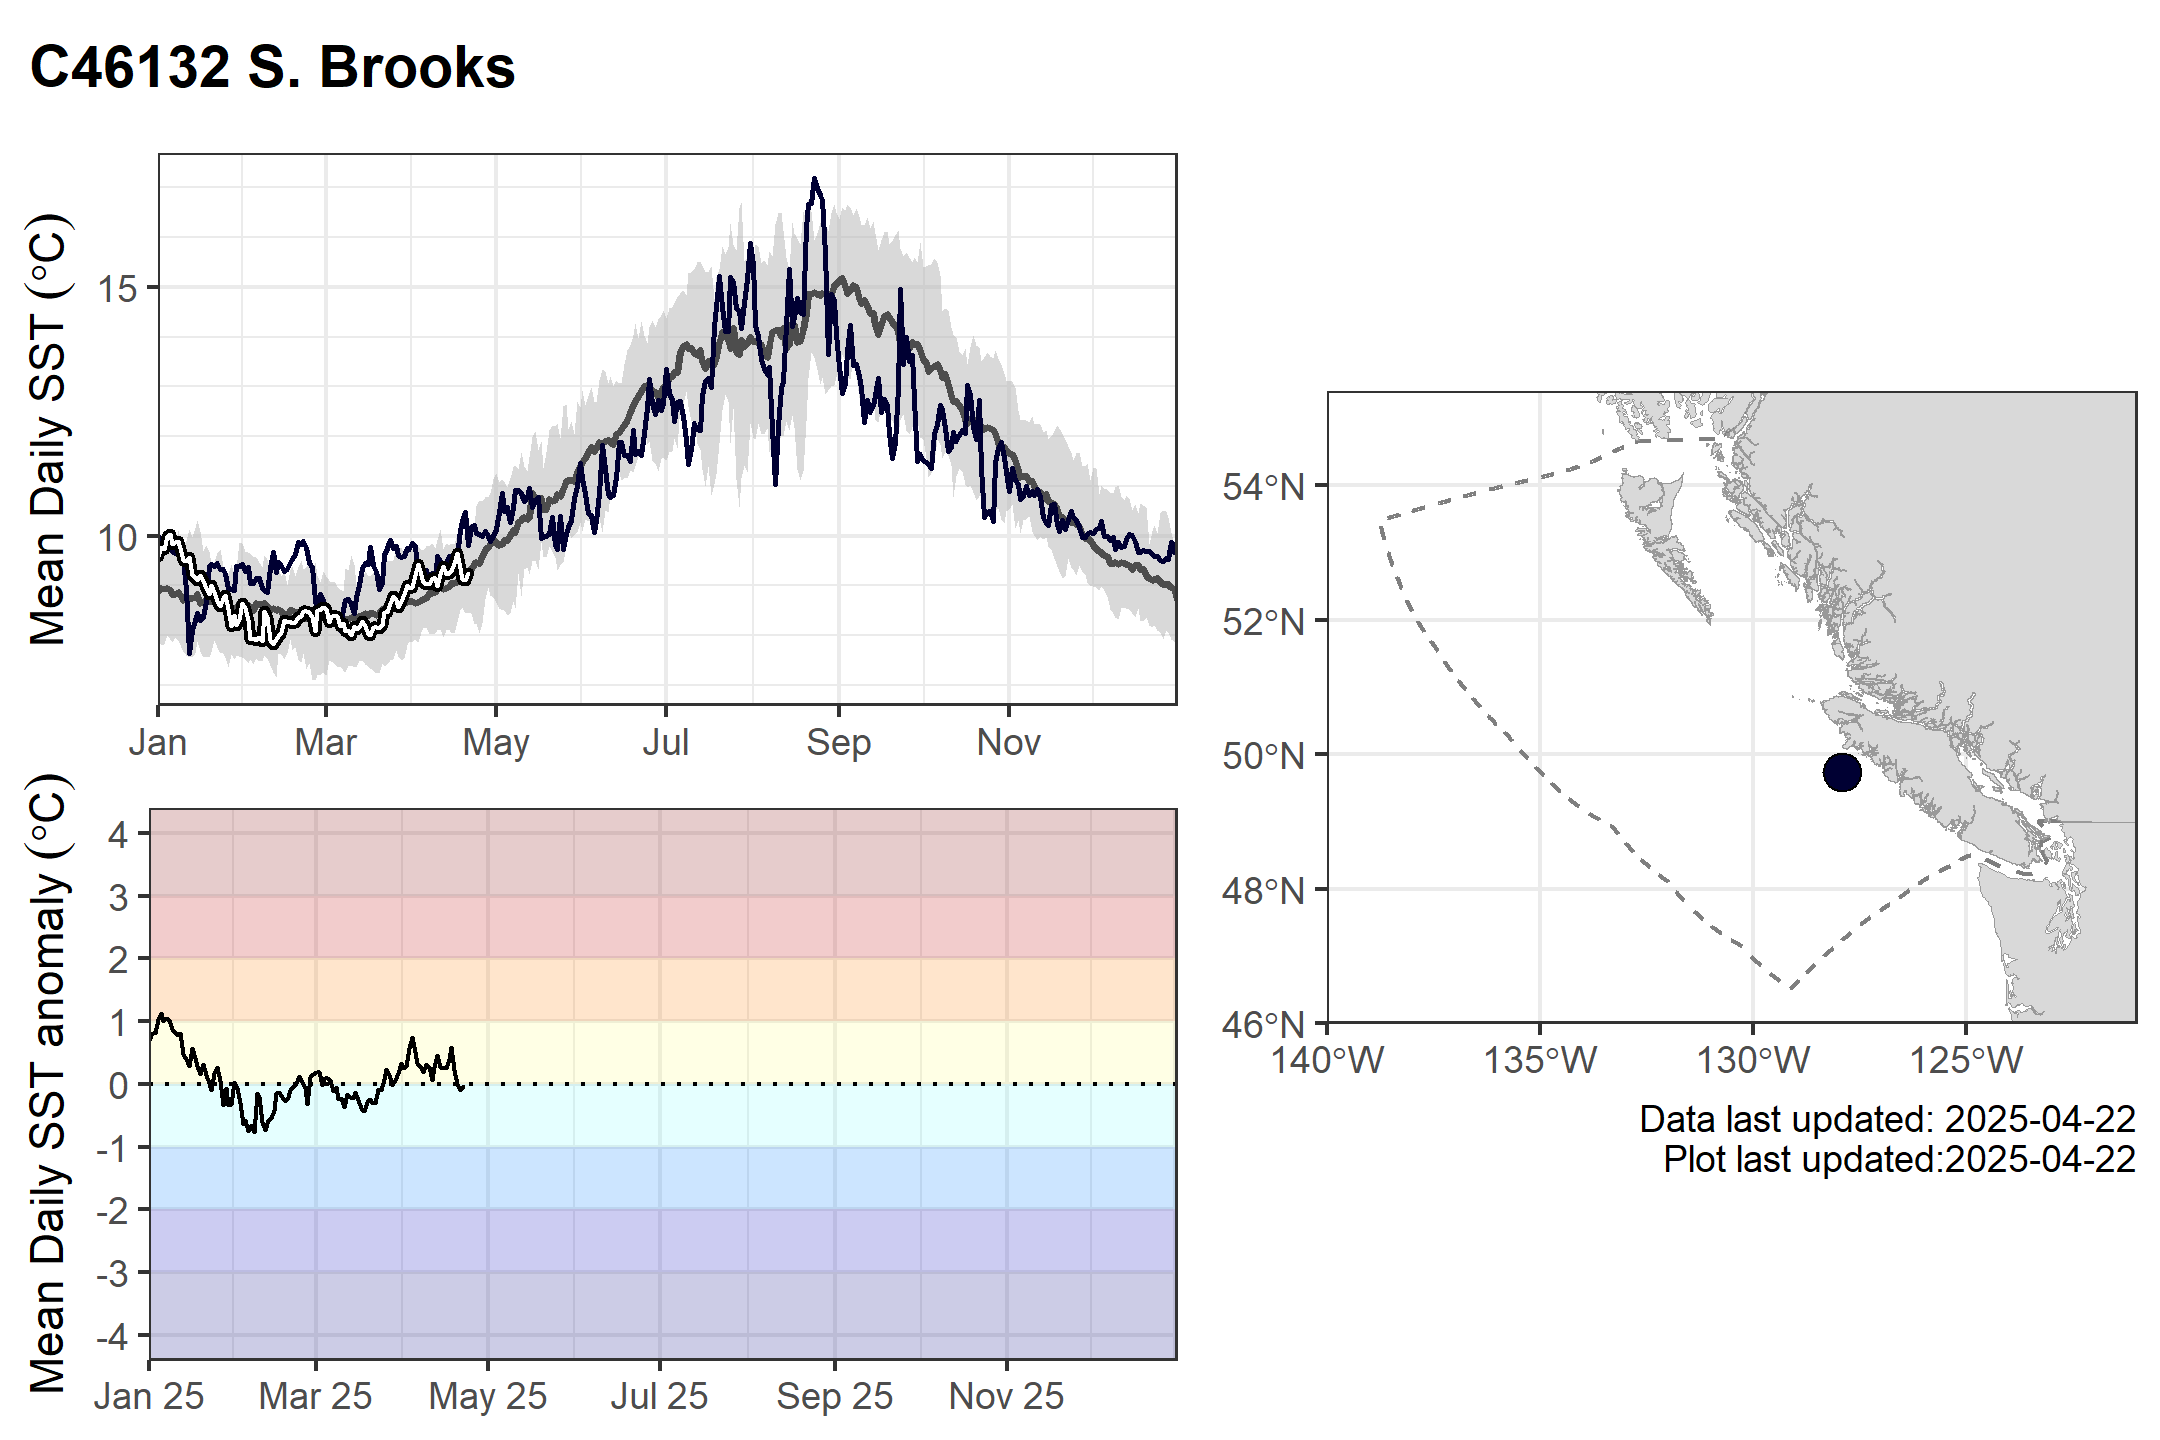 C46132 S. Brooks
Mean Daily SST (°C)
15
10
Jan Mar May Jul Sep Nov
Mean Daily SST anomaly (°C)
4
3
2
1
0
-1
-2
-3
-4
Jan 25 Mar 25 May 25 Jul 25 Sep 25 Nov 25
54°N
52°N
50°N
48°N
46°N
140°W 135°W 130°W 125°W
Data last updated: 2025-04-22
Plot last updated:2025-04-22